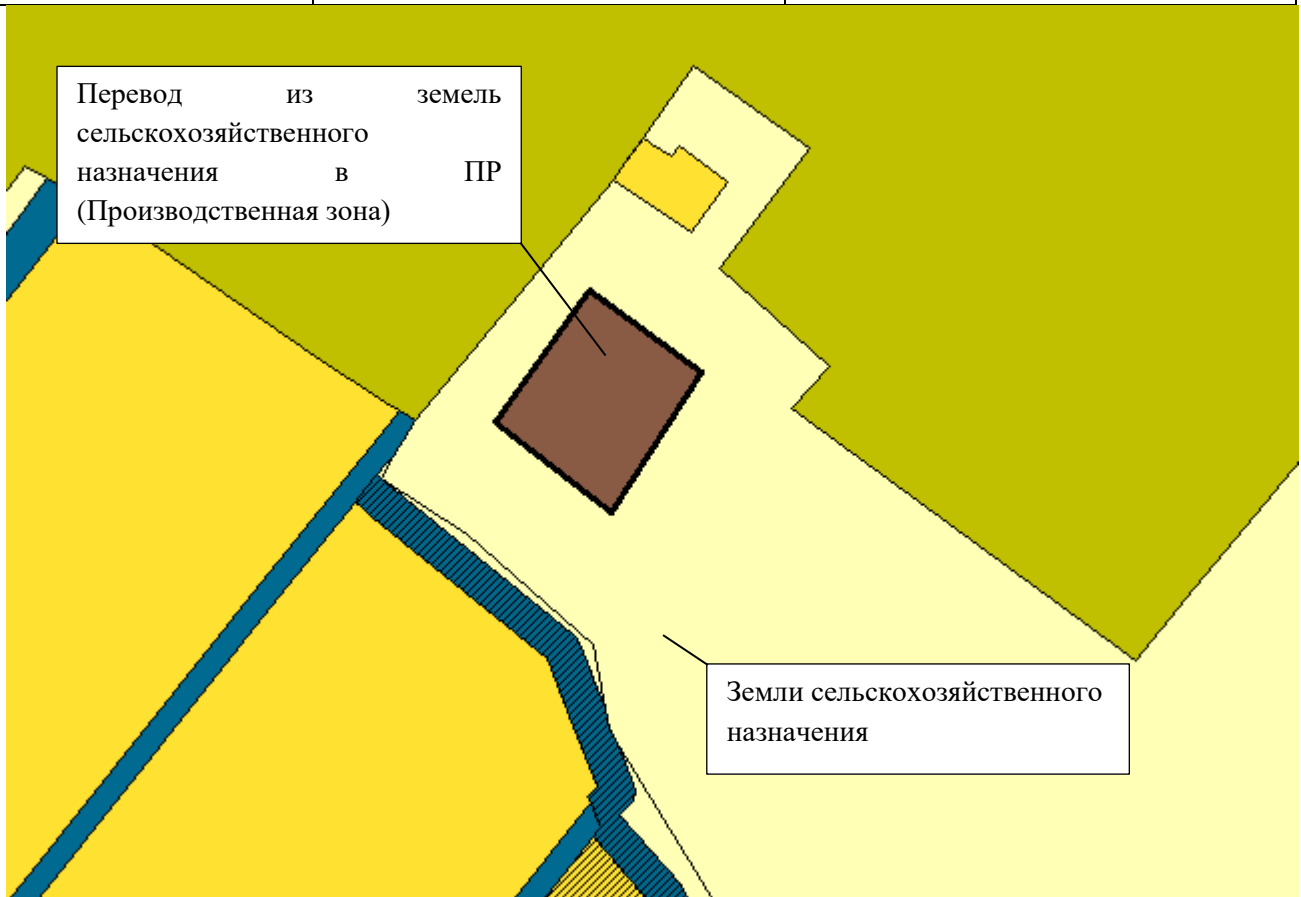 Перевод из земель
сельскохозяйственного
назначения в ПР
(Производственная зона)
Земли сельскохозяйственного
назначения